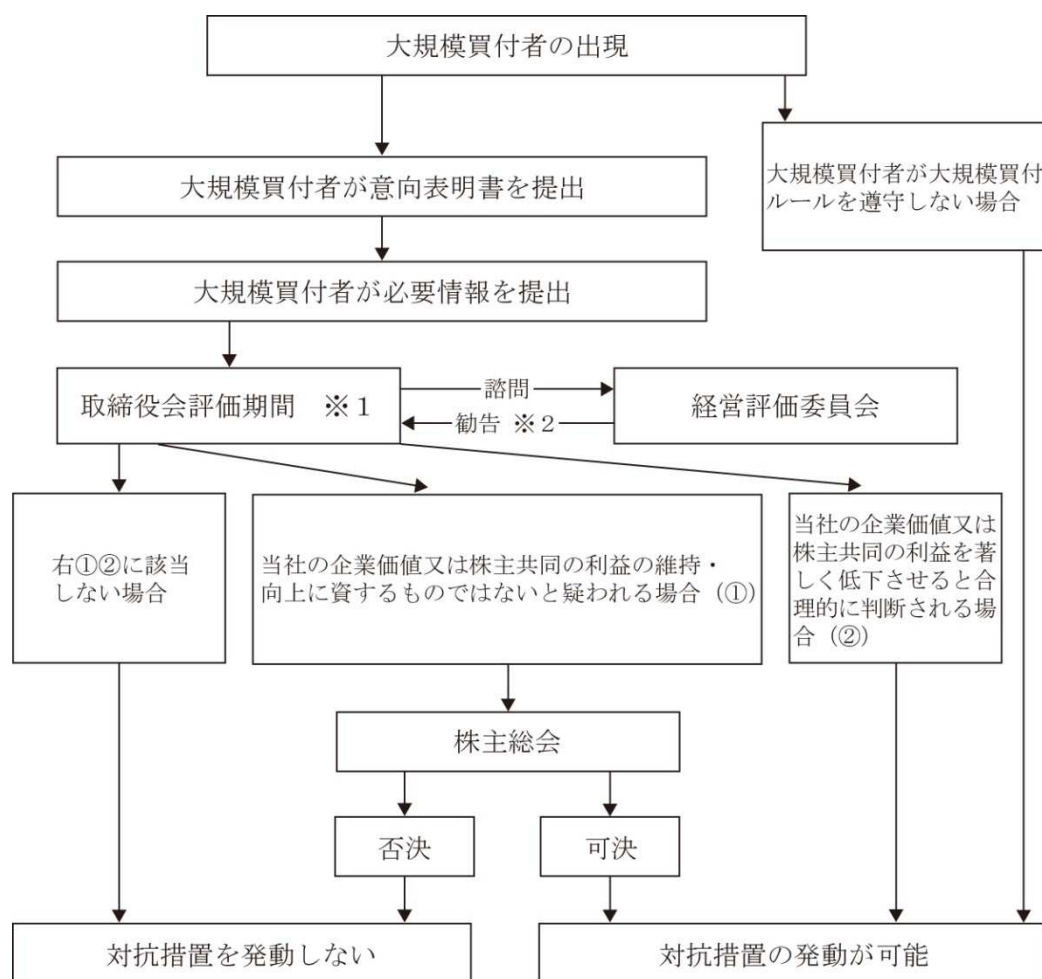 大規模買付者の出現
大規模買付者が大規模買付
ルールを遵守しない場合
大規模買付者が意向表明書を提出
大規模買付者が必要情報を提出
取締役会評価期間　※１
諮問
勧告 ※２
経営評価委員会
右①②に該当
しない場合
当社の企業価値又は株主共同の利益の維持・
向上に資するものではないと疑われる場合（①）
当社の企業価値又は
株主共同の利益を著
しく低下させると合
理的に判断される場
合（②）
株主総会
否決
可決
対抗措置を発動しない
対抗措置の発動が可能